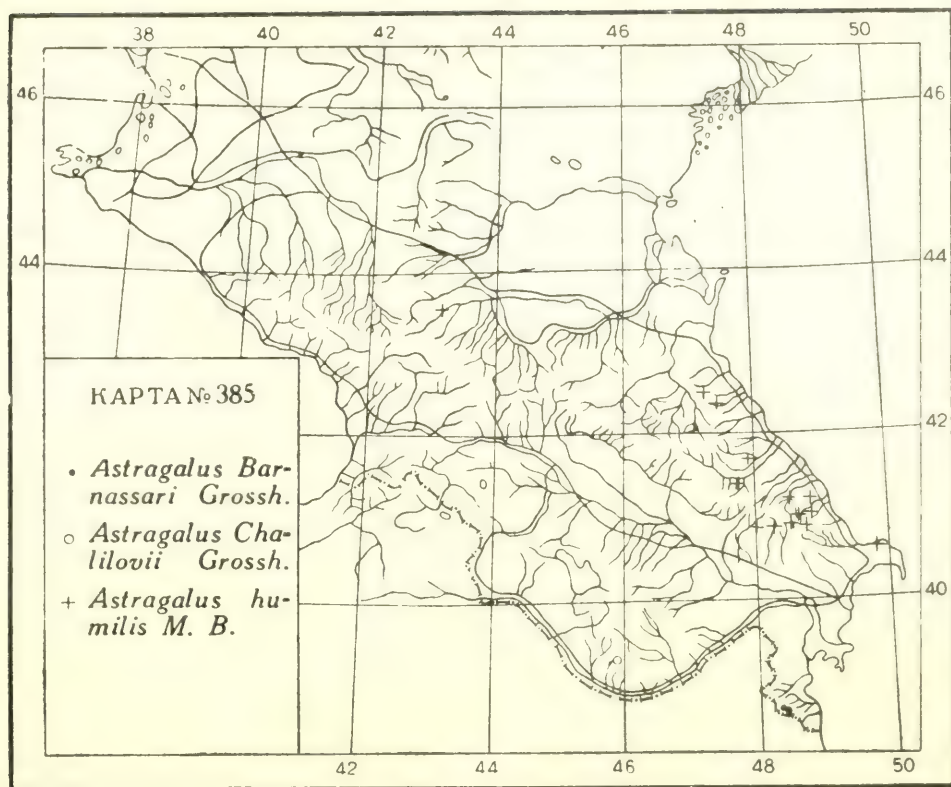 38 40 42 44 46 48 50
46 46
44 44
КАРТА № 385
42
• Astragalus Bar-
nassari Grossh.
○ Astragalus Cha-
lilovii Grossh.
+ Astragalus hu-
milis M. B.
40
42 44 46 48 50